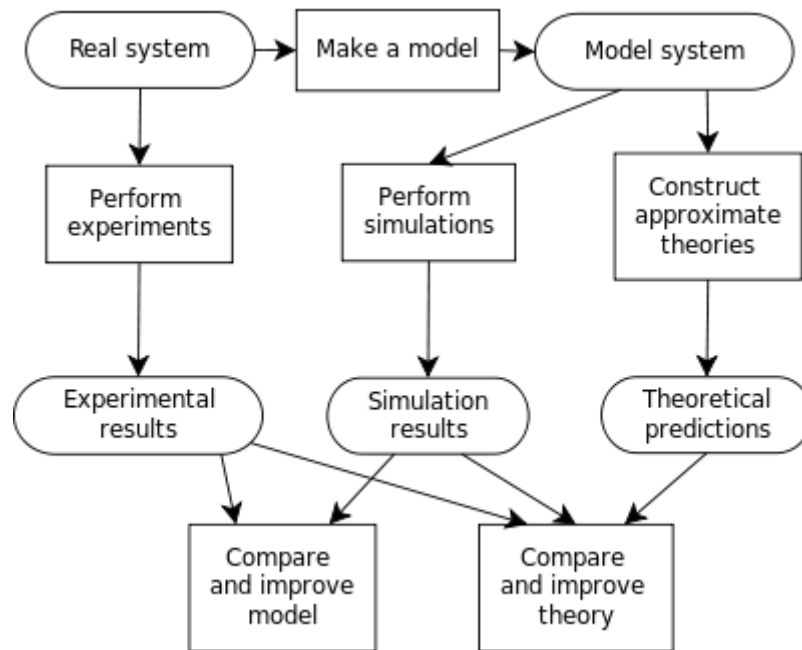 Real system
Make a model
Model system
Perform
experiments
Perform
simulations
Construct
approximate
theories
Experimental
results
Simulation
results
Theoretical
predictions
Compare
and improve
model
Compare
and improve
theory